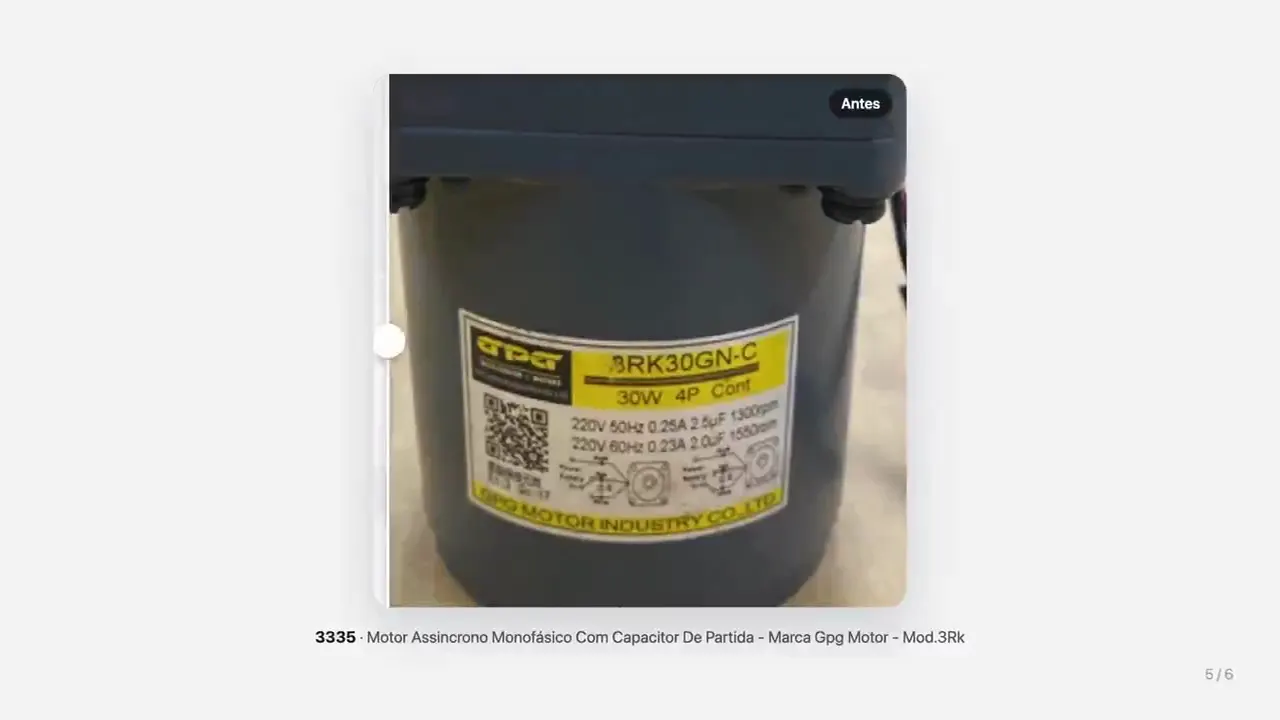 Antes
GPG
3RK30GN-C
30W 4P Cont
220V 50Hz 0.25A 2.5µF 1300rpm
220V 60Hz 0.23A 2.0µF 1550rpm
GPG MOTOR INDUSTRY CO.,LTD
3335 · Motor Assincrono Monofásico Com Capacitor De Partida - Marca Gpg Motor - Mod.3Rk
5 / 6